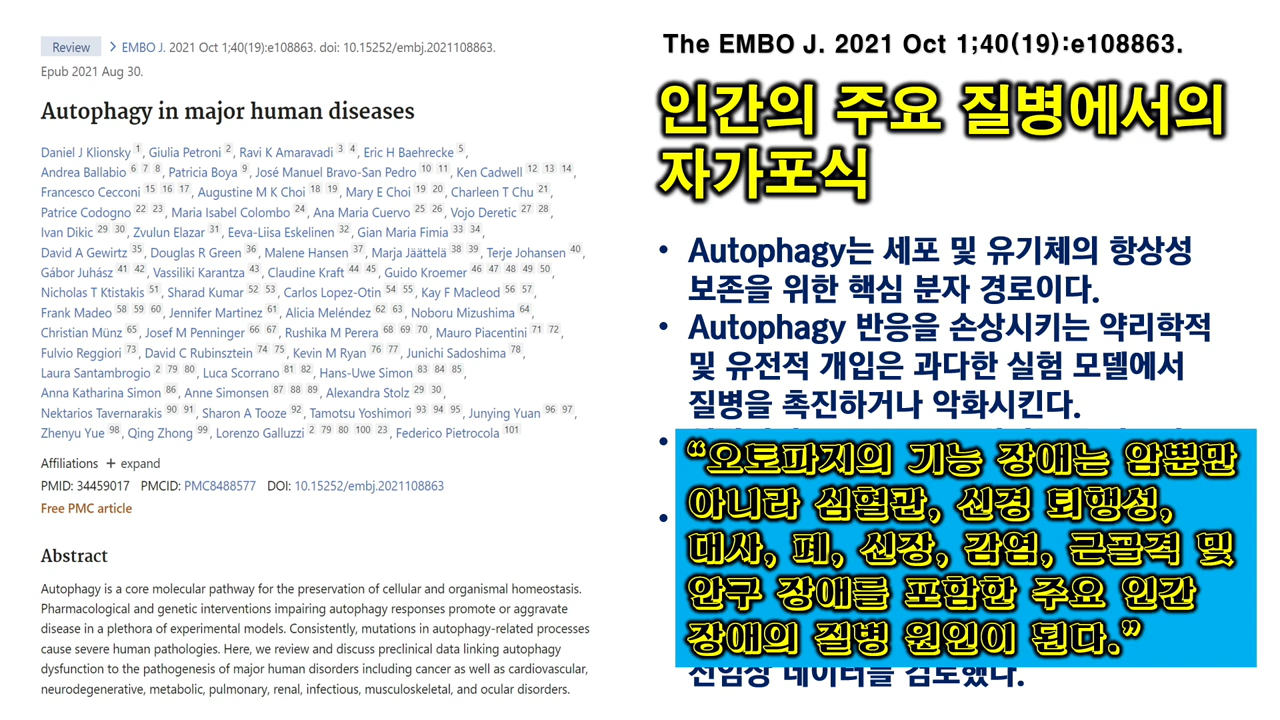 Review > EMBO J. 2021 Oct 1;40(19):e108863. doi: 10.15252/embj.2021108863.
Epub 2021 Aug 30.
Autophagy in major human diseases
Daniel J Klionsky 1, Giulia Petroni 2, Ravi K Amaravadi 3 4, Eric H Baehrecke 5,
Andrea Ballabio 6 7 8, Patricia Boya 9, José Manuel Bravo-San Pedro 10 11, Ken Cadwell 12 13 14,
Francesco Cecconi 15 16 17, Augustine M K Choi 18 19, Mary E Choi 19 20, Charleen T Chu 21,
Patrice Codogno 22 23, Maria Isabel Colombo 24, Ana Maria Cuervo 25 26, Vojo Deretic 27 28,
Ivan Dikic 29 30, Zvulun Elazar 31, Eeva-Liisa Eskelinen 32, Gian Maria Fimia 33 34,
David A Gewirtz 35, Douglas R Green 36, Malene Hansen 37, Marja Jäättelä 38 39, Terje Johansen 40,
Gábor Juhász 41 42, Vassiliki Karantza 43, Claudine Kraft 44 45, Guido Kroemer 46 47 48 49 50,
Nicholas T Ktistakis 51, Sharad Kumar 52 53, Carlos Lopez-Otin 54 55, Kay F Macleod 56 57,
Frank Madeo 58 59 60, Jennifer Martinez 61, Alicia Meléndez 62 63, Noboru Mizushima 64,
Christian Münz 65, Josef M Penninger 66 67, Rushika M Perera 68 69 70, Mauro Piacentini 71 72,
Fulvio Reggiori 73, David C Rubinsztein 74 75, Kevin M Ryan 76 77, Junichi Sadoshima 78,
Laura Santambrogio 2 79 80, Luca Scorrano 81 82, Hans-Uwe Simon 83 84 85,
Anna Katharina Simon 86, Anne Simonsen 87 88 89, Alexandra Stolz 29 30,
Nektarios Tavernarakis 90 91, Sharon A Tooze 92, Tamotsu Yoshimori 93 94 95, Junying Yuan 96 97,
Zhenyu Yue 98, Qing Zhong 99, Lorenzo Galluzzi 2 79 80 100 23, Federico Pietrocola 101
Affiliations + expand
PMID: 34459017 PMCID: PMC8488577 DOI: 10.15252/embj.2021108863
Free PMC article
Abstract
Autophagy is a core molecular pathway for the preservation of cellular and organismal homeostasis.
Pharmacological and genetic interventions impairing autophagy responses promote or aggravate
disease in a plethora of experimental models. Consistently, mutations in autophagy-related processes
cause severe human pathologies. Here, we review and discuss preclinical data linking autophagy
dysfunction to the pathogenesis of major human disorders including cancer as well as cardiovascular,
neurodegenerative, metabolic, pulmonary, renal, infectious, musculoskeletal, and ocular disorders.
The EMBO J. 2021 Oct 1;40(19):e108863.
인간의 주요 질병에서의
자가포식
• Autophagy는 세포 및 유기체의 항상성
보존을 위한 핵심 분자 경로이다.
• Autophagy 반응을 손상시키는 약리학적
및 유전적 개입은 과다한 실험 모델에서
질병을 촉진하거나 악화시킨다.
“오토파지의 기능 장애는 암뿐만
아니라 심혈관, 신경 퇴행성,
대사, 폐, 신장, 감염, 근골격 및
안구 장애를 포함한 주요 인간
장애의 질병 원인이 된다.”
전임상 데이터를 검토했다.